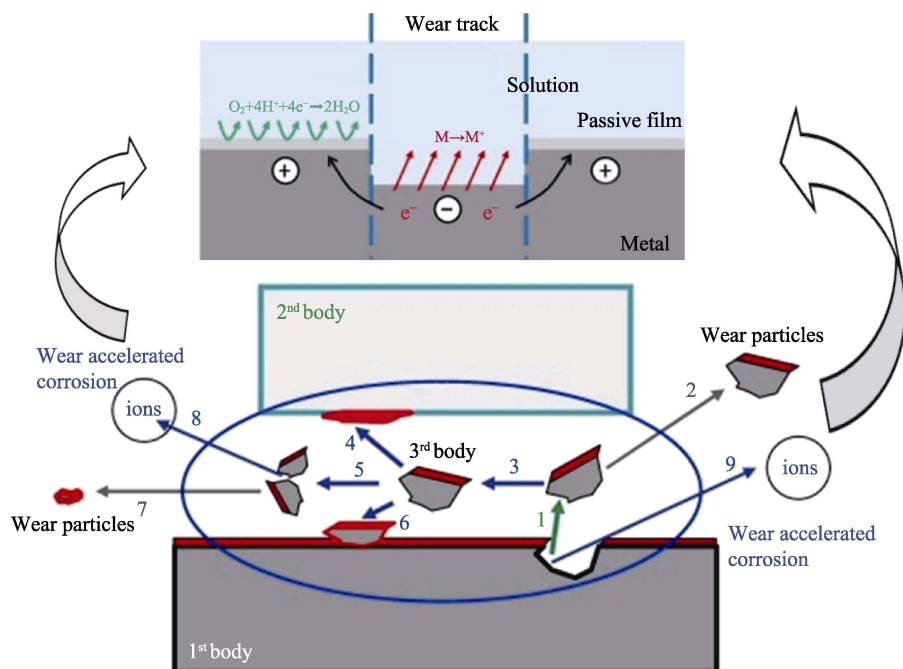 Wear track
Solution
O₂+4H⁺+4e⁻→2H₂O
Passive film
M→M⁺
+
+
e⁻
−
e⁻
Metal
2ⁿᵈ body
Wear particles
Wear accelerated
corrosion
ions
8
2
4
3ʳᵈ body
5
3
9
ions
7
Wear particles
6
1
Wear accelerated
corrosion
1ˢᵗ body